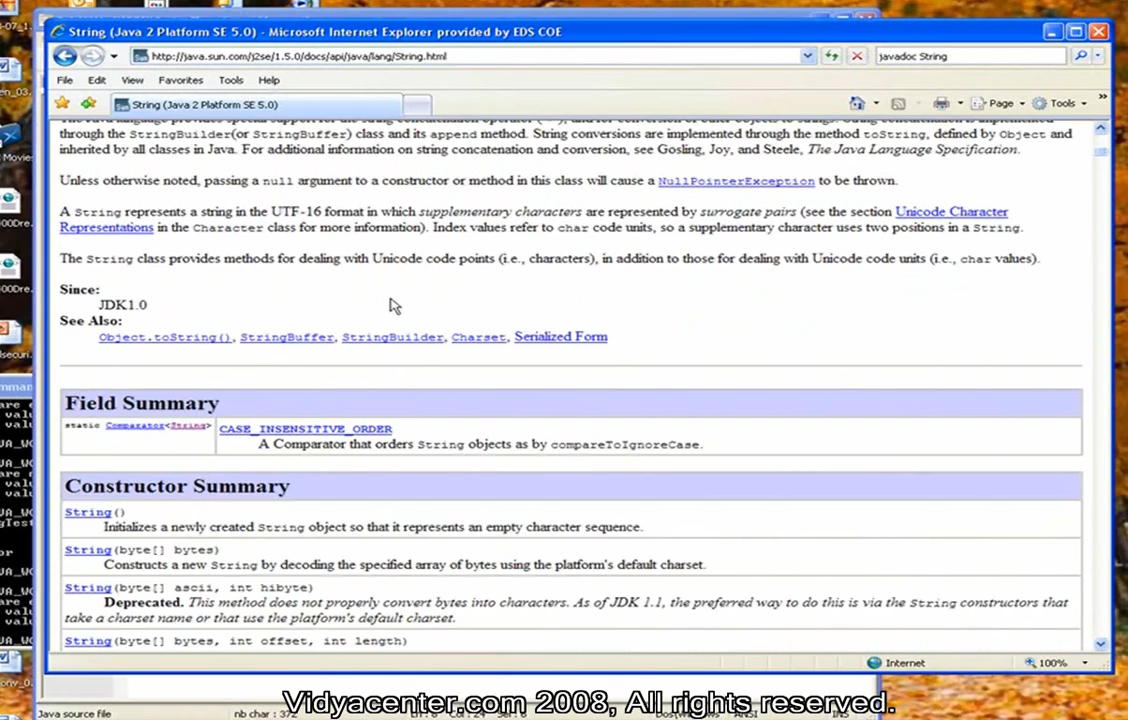 String (Java 2 Platform SE 5.0) - Microsoft Internet Explorer provided by EDS COE
http://java.sun.com/j2se/1.5.0/docs/api/java/lang/String.html
javadoc String
File Edit View Favorites Tools Help
String (Java 2 Platform SE 5.0)
Page Tools
through the StringBuilder(or StringBuffer) class and its append method. String conversions are implemented through the method toString, defined by Object and
inherited by all classes in Java. For additional information on string concatenation and conversion, see Gosling, Joy, and Steele, The Java Language Specification.
Unless otherwise noted, passing a null argument to a constructor or method in this class will cause a NullPointerException to be thrown.
A String represents a string in the UTF-16 format in which supplementary characters are represented by surrogate pairs (see the section Unicode Character
Representations in the Character class for more information). Index values refer to char code units, so a supplementary character uses two positions in a String.
The String class provides methods for dealing with Unicode code points (i.e., characters), in addition to those for dealing with Unicode code units (i.e., char values).
Since:
JDK1.0
See Also:
Object.toString(), StringBuffer, StringBuilder, Charset, Serialized Form
Field Summary
static Comparator<String> CASE_INSENSITIVE_ORDER
A Comparator that orders String objects as by compareToIgnoreCase.
Constructor Summary
String()
Initializes a newly created String object so that it represents an empty character sequence.
String(byte[] bytes)
Constructs a new String by decoding the specified array of bytes using the platform's default charset.
String(byte[] ascii, int hibyte)
Deprecated. This method does not properly convert bytes into characters. As of JDK 1.1, the preferred way to do this is via the String constructors that
take a charset name or that use the platform's default charset.
String(byte[] bytes, int offset, int length)
Internet 100%
Vidyacenter.com 2008, All rights reserved.
Java source file nb char : 372